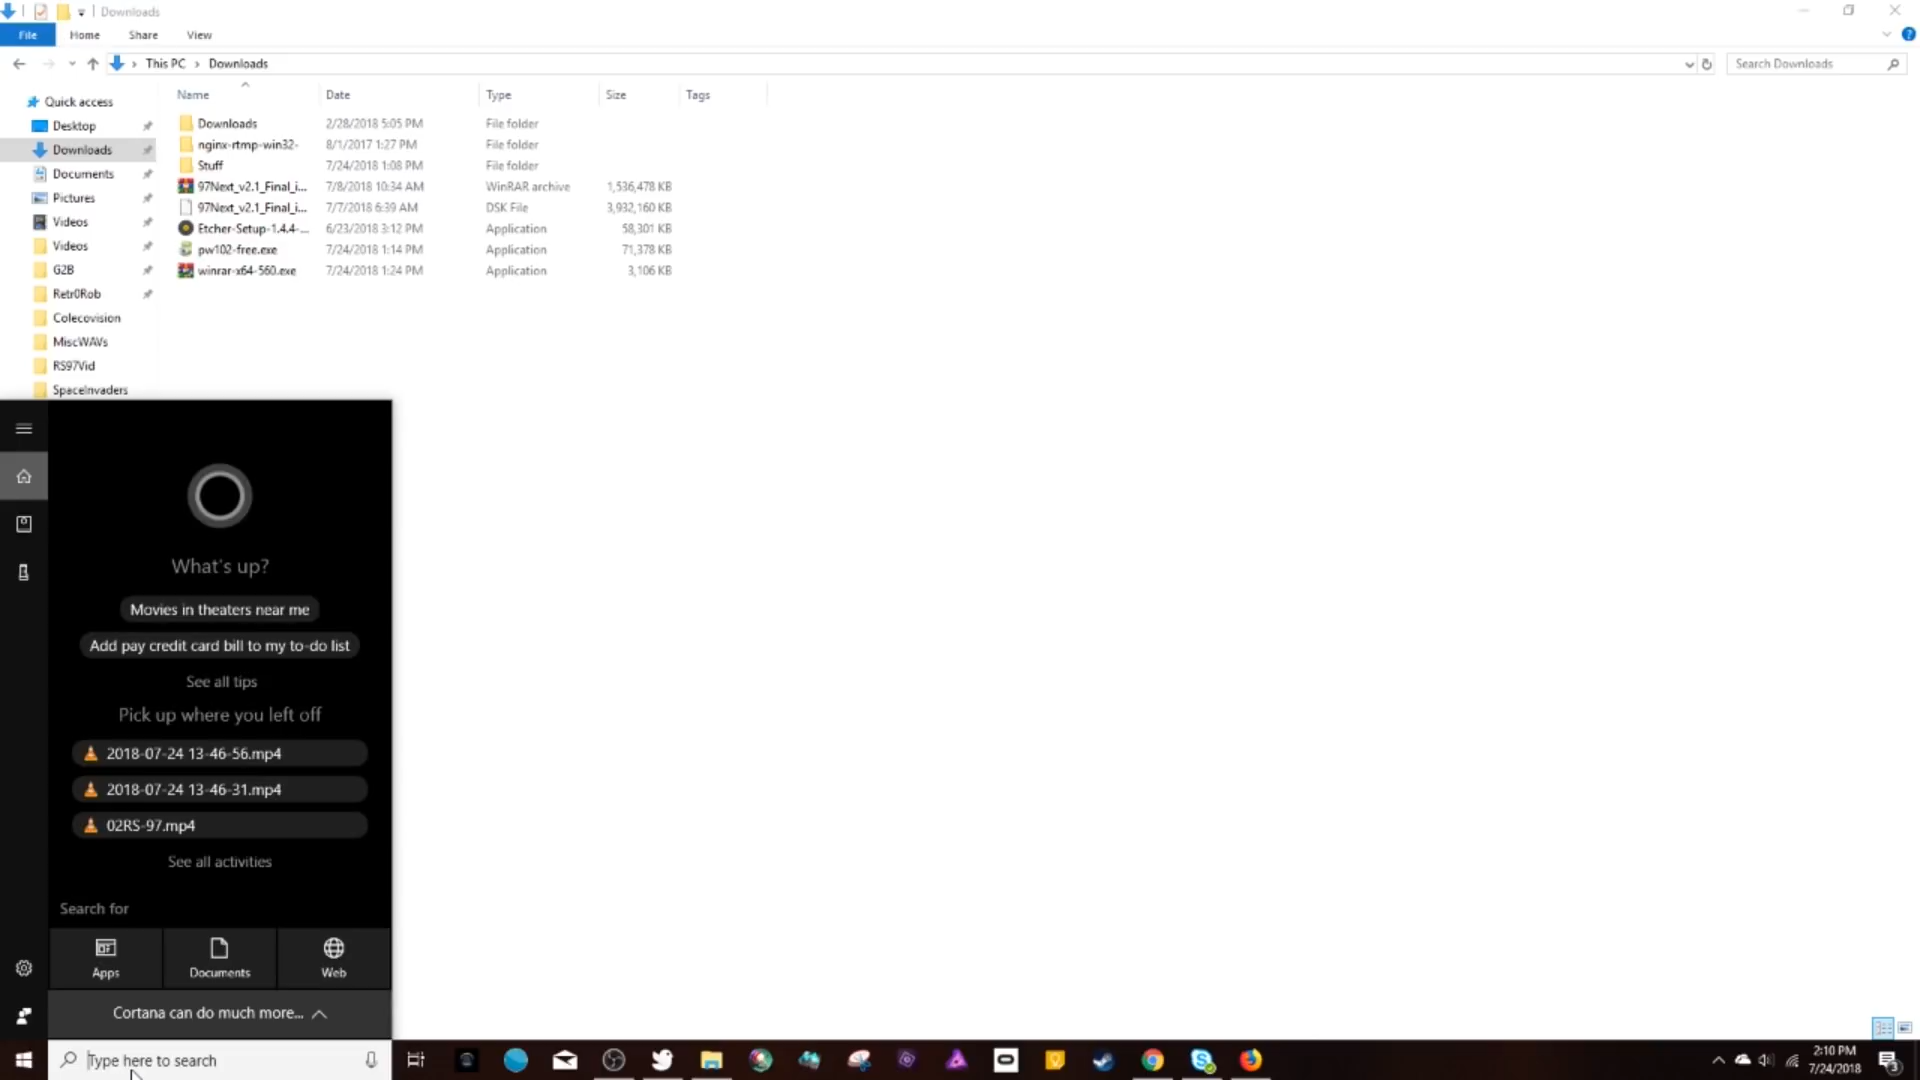 Downloads
File Home Share View
This PC Downloads
Search Downloads
Name Date Type Size Tags
Quick access
Desktop
Downloads
Documents
Pictures
Videos
Videos
G2B
Retr0Rob
Colecovision
MiscWAVs
RS97Vid
SpaceInvaders
Downloads 2/28/2018 5:05 PM File folder
nginx-rtmp-win32- 8/1/2017 1:27 PM File folder
Stuff 7/24/2018 1:08 PM File folder
97Next_v2.1_Final_i... 7/8/2018 10:34 AM WinRAR archive 1,536,478 KB
97Next_v2.1_Final_i... 7/7/2018 6:39 AM DSK File 3,932,160 KB
Etcher-Setup-1.4.4-... 6/23/2018 3:12 PM Application 58,301 KB
pw102-free.exe 7/24/2018 1:14 PM Application 71,378 KB
winrar-x64-560.exe 7/24/2018 1:24 PM Application 3,106 KB
What's up?
Movies in theaters near me
Add pay credit card bill to my to-do list
See all tips
Pick up where you left off
2018-07-24 13-46-56.mp4
2018-07-24 13-46-31.mp4
02RS-97.mp4
See all activities
Search for
Apps Documents Web
Cortana can do much more...
Type here to search
2:10 PM
7/24/2018
3